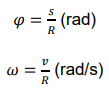 φ = s/R (rad)
ω = v/R (rad/s)